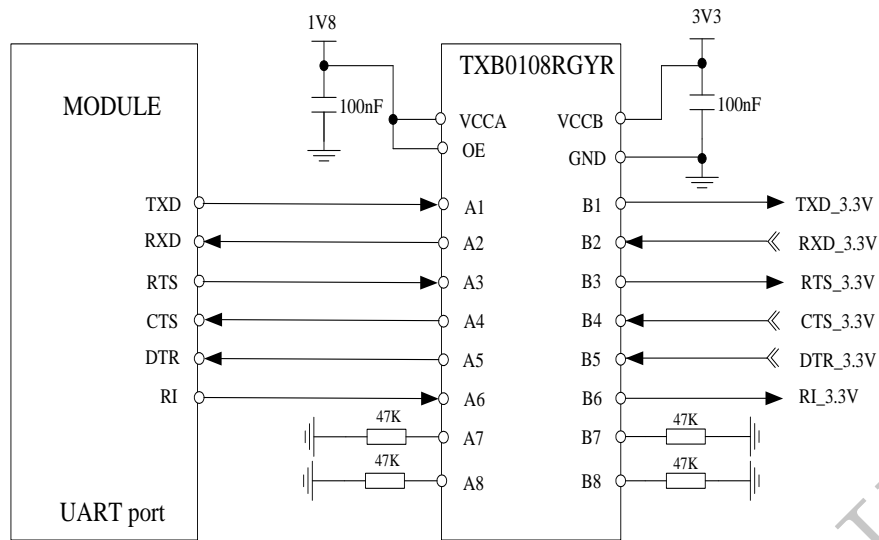 1V8
3V3
MODULE
TXB0108RGYR
100nF
100nF
VCCA
VCCB
OE
GND
TXD
A1
B1
TXD_3.3V
RXD
A2
B2
RXD_3.3V
RTS
A3
B3
RTS_3.3V
CTS
A4
B4
CTS_3.3V
DTR
A5
B5
DTR_3.3V
RI
A6
B6
RI_3.3V
47K
A7
B7
47K
47K
A8
B8
47K
UART port